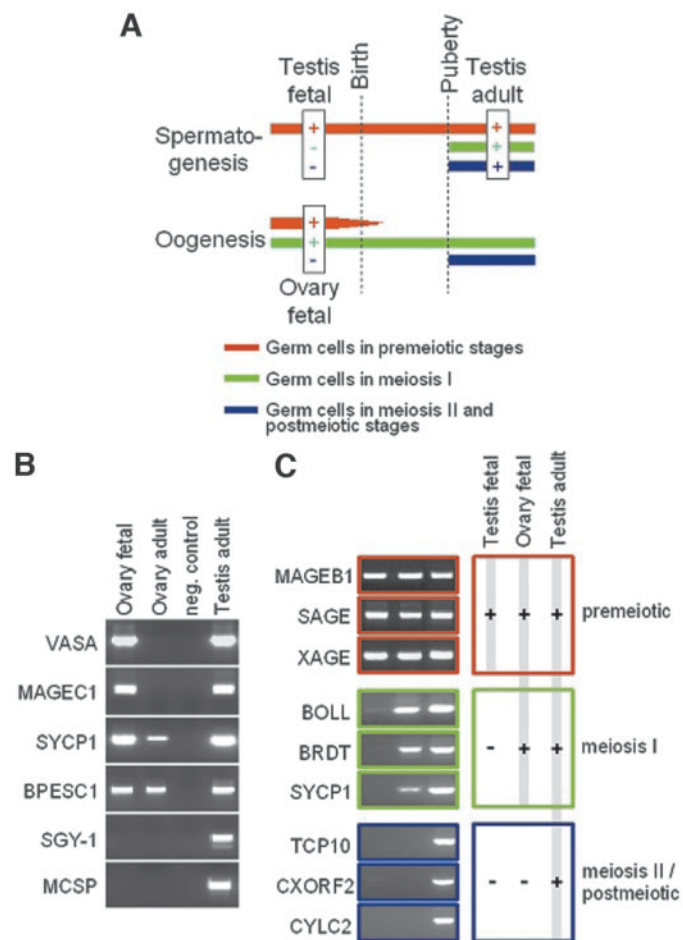 A
Testis fetal
Birth
Puberty
Testis adult
Spermato-
genesis
+
-
-
+
+
+
Oogenesis
+
+
-
Ovary
fetal
Germ cells in premeiotic stages
Germ cells in meiosis I
Germ cells in meiosis II and
postmeiotic stages
B
Ovary fetal
Ovary adult
neg. control
Testis adult
VASA
MAGEC1
SYCP1
BPESC1
SGY-1
MCSP
C
Testis fetal
Ovary fetal
Testis adult
MAGEB1
SAGE
XAGE
+ + + premeiotic
BOLL
BRDT
SYCP1
- + + meiosis I
TCP10
CXORF2
CYLC2
- - + meiosis II /
postmeiotic